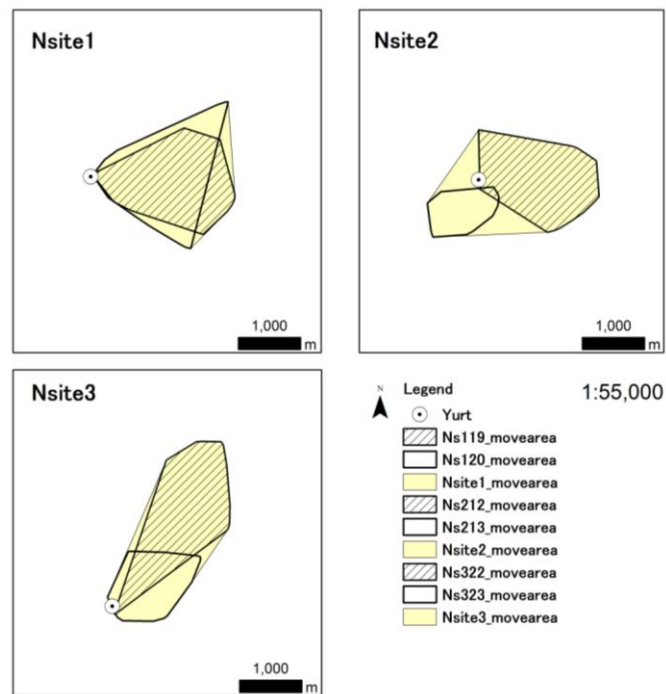 Nsite1
1,000
m
Nsite2
1,000
m
Nsite3
1,000
m
N
Legend
1:55,000
Yurt
Ns119_movearea
Ns120_movearea
Nsite1_movearea
Ns212_movearea
Ns213_movearea
Nsite2_movearea
Ns322_movearea
Ns323_movearea
Nsite3_movearea